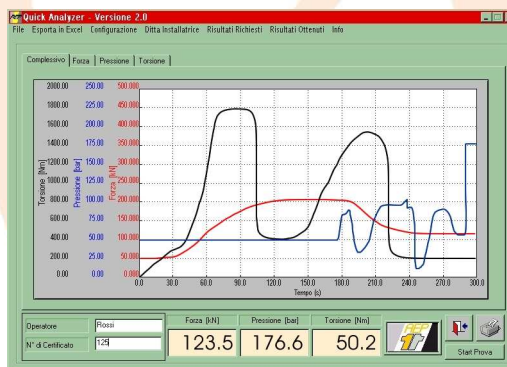 Quick Analyzer - Versione 2.0
File Esporta in Excel Configurazione Ditta Installatrice Risultati Richiesti Risultati Ottenuti Info
Complessivo Forza Pressione Torsione
2000.00 250.00 500.000
1800.00 225.00 450.000
1600.00 200.00 400.000
1400.00 175.00 350.000
1200.00 150.00 300.000
1000.00 125.00 250.000
800.00 100.00 200.000
600.00 75.00 150.000
400.00 50.00 100.000
200.00 25.00 50.000
0.00 0.00 0.000
Torsione [Nm]
Pressione [bar]
Forza [kN]
0.0 30.0 60.0 90.0 120.0 150.0 180.0 210.0 240.0 270.0 300.0
Tempo (s)
Operatore Rossi
N° di Certificato 125
Forza [kN] Pressione [bar] Torsione [Nm]
123.5 176.6 50.2
AEP
Start Prova